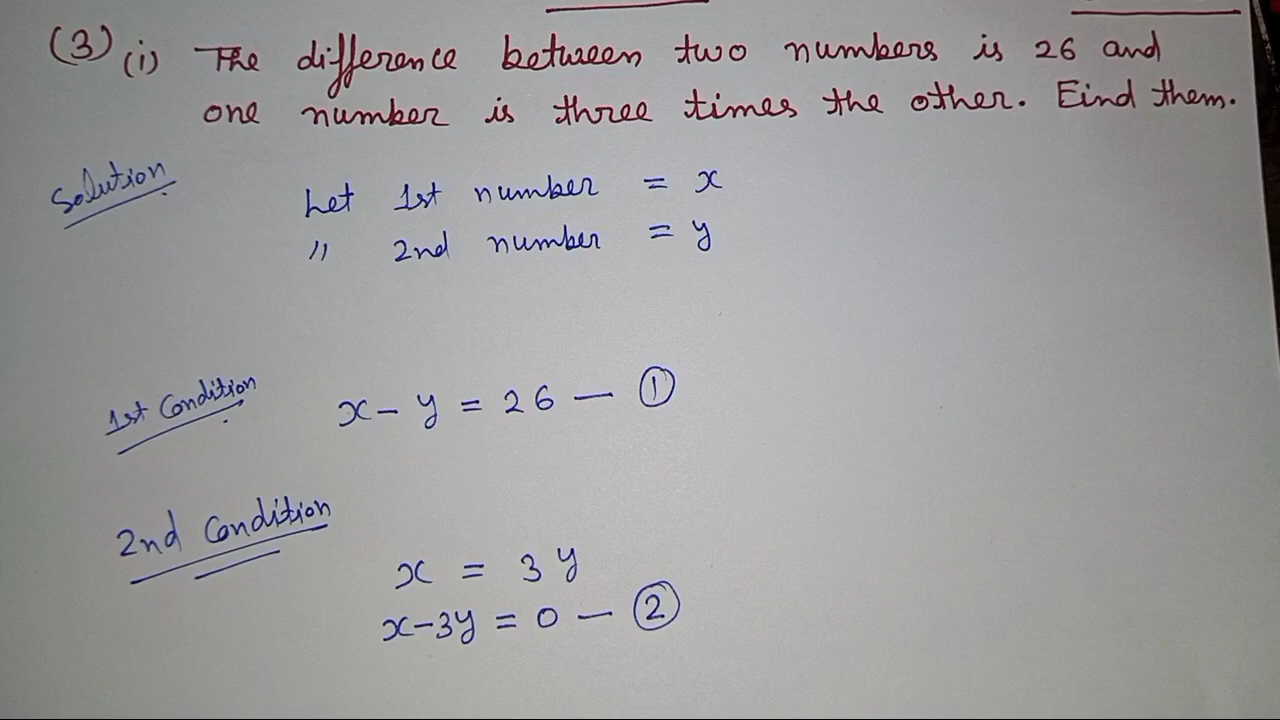 (3) (i) The difference between two numbers is 26 and
one number is three times the other. Find them.
Solution
Let 1st number = x
〃 2nd number = y
1st Condition x - y = 26 — ①
2nd Condition
x = 3y
x-3y = 0 — ②